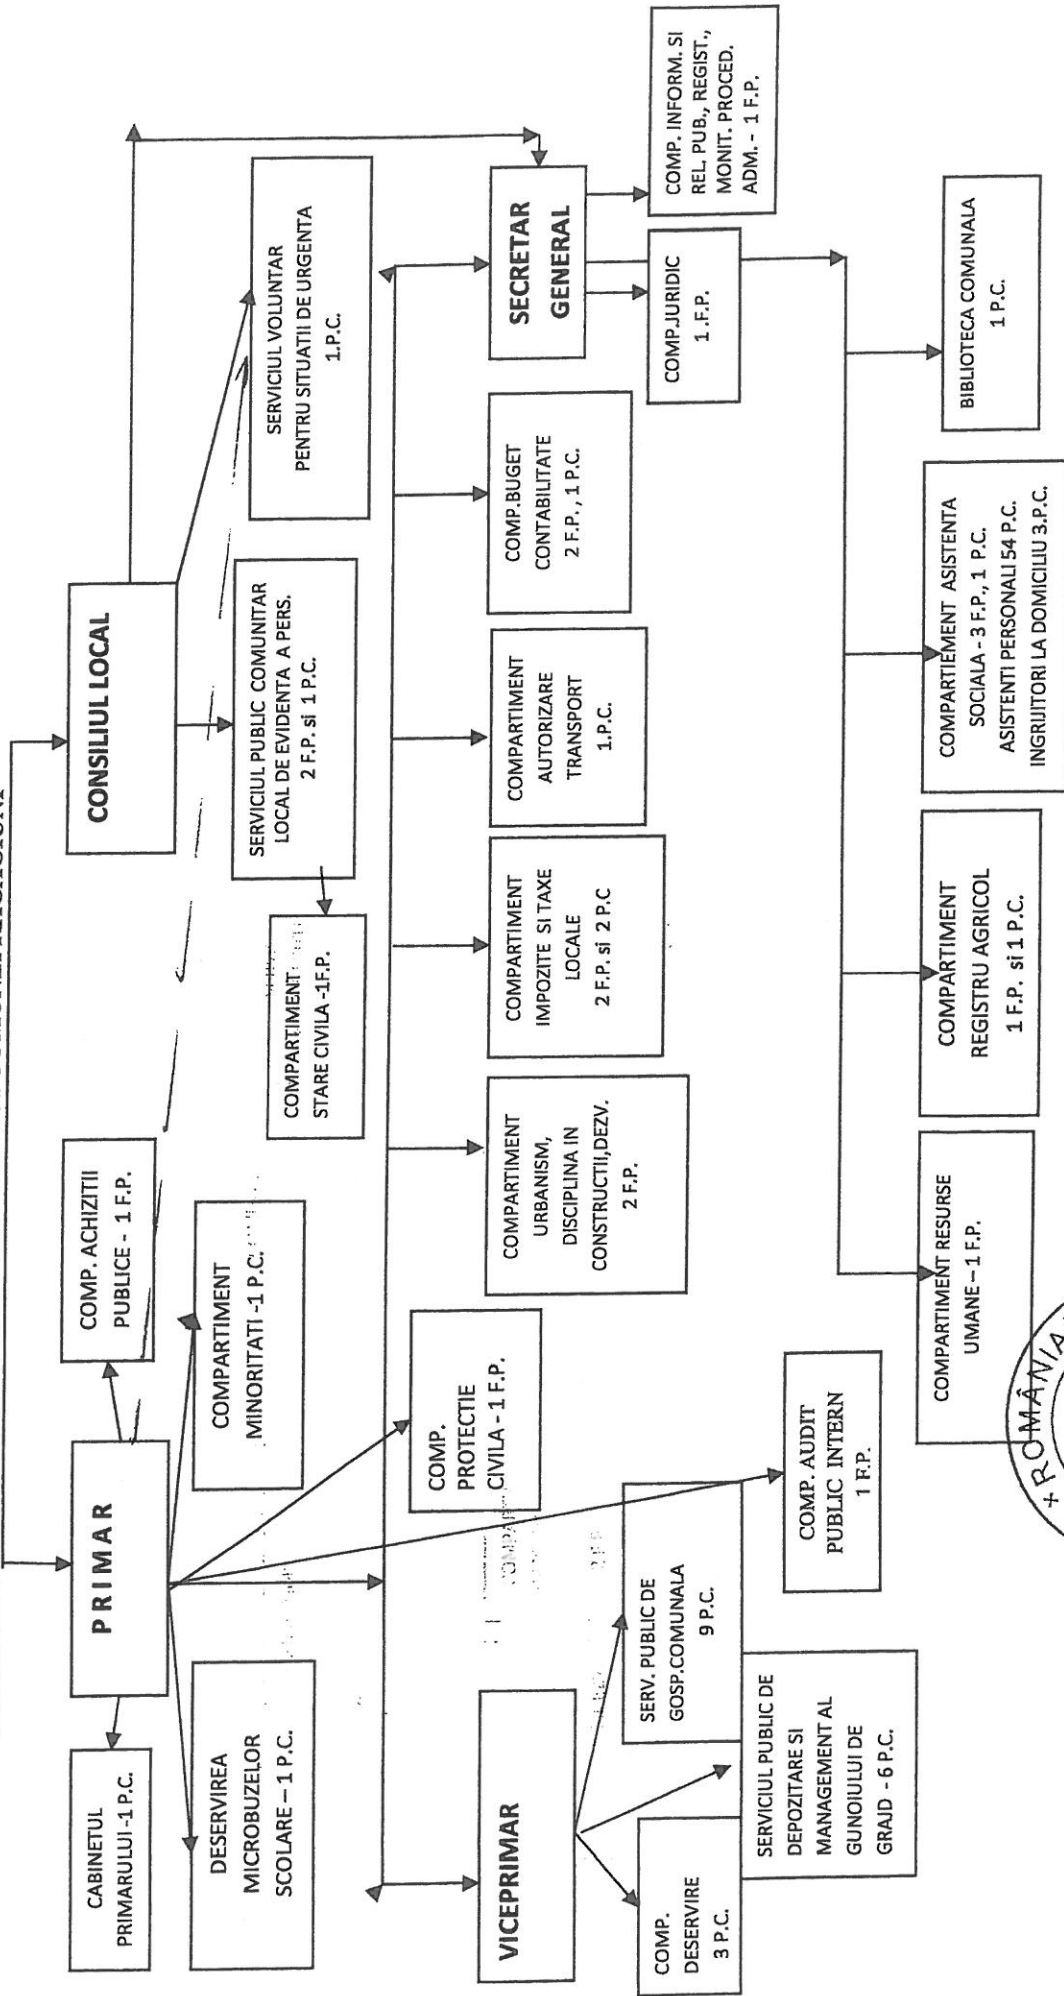 CONSILIUL LOCAL
PRIMAR
CABINETUL
PRIMARULUI -1 P.C.
COMP. ACHIZITII
PUBLICE - 1 F.P.
DESERVIREA
MICROBUZELOR
SCOLARE – 1 P.C.
COMPARTIMENT
MINORITATI -1 P.C.
SERVICIUL PUBLIC COMUNITAR
LOCAL DE EVIDENTA A PERS.
2 F.P. si 1 P.C.
SERVICIUL VOLUNTAR
PENTRU SITUATII DE URGENTA
1.P.C.
COMPARTIMENT
STARE CIVILA -1F.P.
COMP.
PROTECTIE
CIVILA - 1 F.P.
VICEPRIMAR
COMPARTIMENT
URBANISM,
DISCIPLINA IN
CONSTRUCTII,DEZV.
2 F.P.
COMPARTIMENT
IMPOZITE SI TAXE
LOCALE
2 F.P. si 2 P.C
COMPARTIMENT
AUTORIZARE
TRANSPORT
1.P.C.
COMP.BUGET
CONTABILITATE
2 F.P. , 1 P.C.
SECRETAR
GENERAL
COMP.
DESERVIRE
3 P.C.
SERV. PUBLIC DE
GOSP.COMUNALA
9 P.C.
SERVICIUL PUBLIC DE
DEPOZITARE SI
MANAGEMENT AL
GUNOIULUI DE
GRAJD - 6 P.C.
COMP. AUDIT
PUBLIC INTERN
1 F.P.
COMP.JURIDIC
1 .F.P.
COMP. INFORM. SI
REL. PUB., REGIST.,
MONIT. PROCED.
ADM. - 1 F.P.
COMPARTIMENT RESURSE
UMANE – 1 F.P.
COMPARTIMENT
REGISTRU AGRICOL
1 F.P. si 1 P.C.
COMPARTIEMENT ASISTENTA
SOCIALA - 3 F.P., 1 P.C.
ASISTENTI PERSONALI 54 P.C.
INGRIJITORI LA DOMICILIU 3.P.C.
BIBLIOTECA COMUNALA
1 P.C.
+ ROMÂNIA